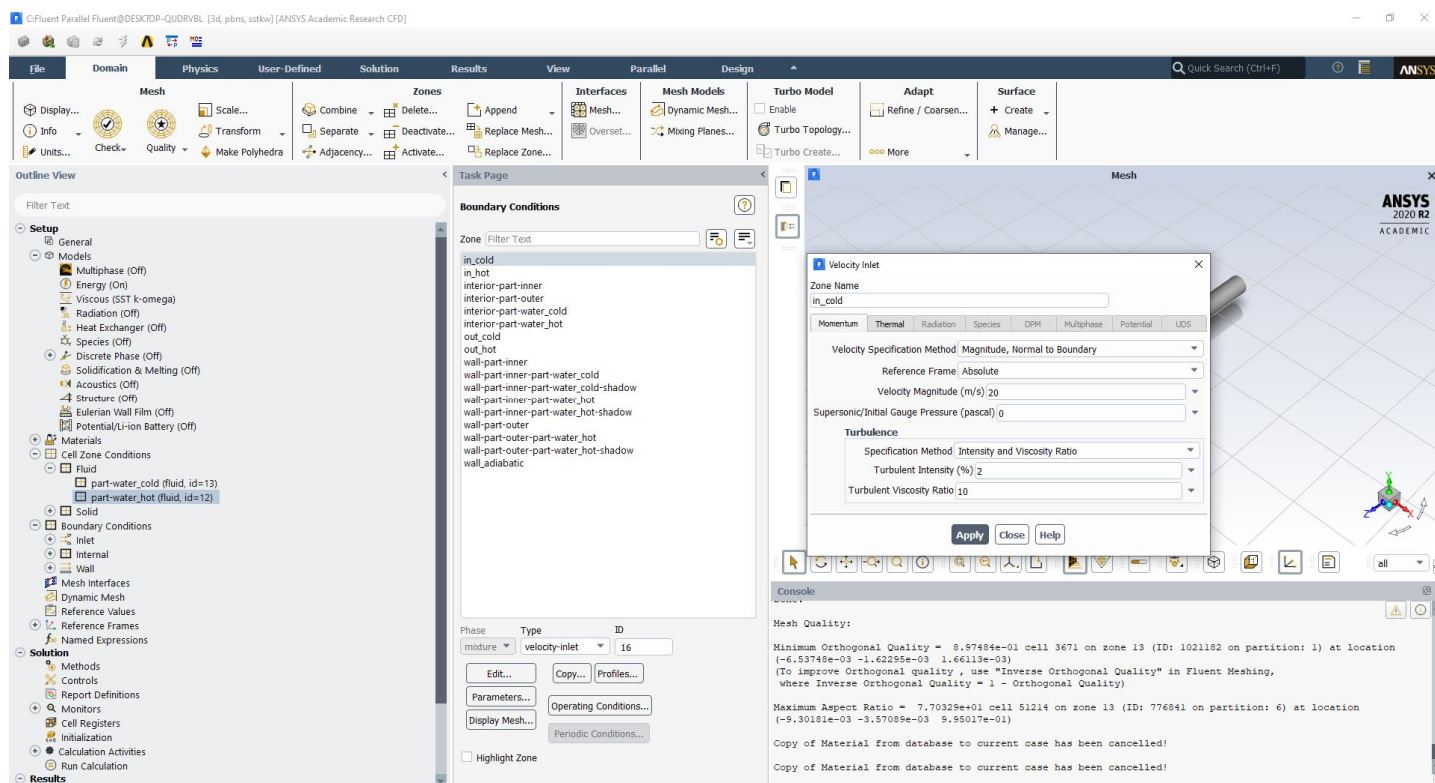 C:Fluent Parallel Fluent@DESKTOP-QUDRVBL [3d, pbns, sstkw] [ANSYS Academic Research CFD]
File Domain Physics User-Defined Solution Results View Parallel Design
Quick Search (Ctrl+F)
ANSYS
Mesh Zones Interfaces Mesh Models Turbo Model Adapt Surface
Display... Scale... Combine Delete... Append Mesh... Dynamic Mesh... Enable Refine / Coarsen... + Create
Info Transform Separate Deactivate... Replace Mesh... Overset... Mixing Planes... Turbo Topology... Manage...
Units... Check Quality Make Polyhedra Adjacency... Activate... Replace Zone... Turbo Create... More
Outline View
Filter Text
Setup
General
Models
Multiphase (Off)
Energy (On)
Viscous (SST k-omega)
Radiation (Off)
Heat Exchanger (Off)
Species (Off)
Discrete Phase (Off)
Solidification & Melting (Off)
Acoustics (Off)
Structure (Off)
Eulerian Wall Film (Off)
Potential/Li-ion Battery (Off)
Materials
Cell Zone Conditions
Fluid
part-water_cold (fluid, id=13)
part-water_hot (fluid, id=12)
Solid
Boundary Conditions
Inlet
Internal
Wall
Mesh Interfaces
Dynamic Mesh
Reference Values
Reference Frames
Named Expressions
Solution
Methods
Controls
Report Definitions
Monitors
Cell Registers
Initialization
Calculation Activities
Run Calculation
Results
Task Page
Boundary Conditions
Zone Filter Text
in_cold
in_hot
interior-part-inner
interior-part-outer
interior-part-water_cold
interior-part-water_hot
out_cold
out_hot
wall-part-inner
wall-part-inner-part-water_cold
wall-part-inner-part-water_cold-shadow
wall-part-inner-part-water_hot
wall-part-inner-part-water_hot-shadow
wall-part-outer
wall-part-outer-part-water_hot
wall-part-outer-part-water_hot-shadow
wall_adiabatic
Phase Type ID
mixture velocity-inlet 16
Edit... Copy... Profiles...
Parameters... Operating Conditions...
Display Mesh... Periodic Conditions...
Highlight Zone
Mesh
ANSYS
2020 R2
ACADEMIC
Velocity Inlet
Zone Name
in_cold
Momentum Thermal Radiation Species DPM Multiphase Potential UDS
Velocity Specification Method Magnitude, Normal to Boundary
Reference Frame Absolute
Velocity Magnitude (m/s) 20
Supersonic/Initial Gauge Pressure (pascal) 0
Turbulence
Specification Method Intensity and Viscosity Ratio
Turbulent Intensity (%) 2
Turbulent Viscosity Ratio 10
Apply Close Help
Y
Z X
all
Console
Mesh Quality:
Minimum Orthogonal Quality = 8.97484e-01 cell 3671 on zone 13 (ID: 1021182 on partition: 1) at location
(-6.53748e-03 -1.62295e-03 1.66113e-03)
(To improve Orthogonal quality , use "Inverse Orthogonal Quality" in Fluent Meshing,
where Inverse Orthogonal Quality = 1 - Orthogonal Quality)
Maximum Aspect Ratio = 7.70329e+01 cell 51214 on zone 13 (ID: 776841 on partition: 6) at location
(-9.30181e-03 -3.57089e-03 9.95017e-01)
Copy of Material from database to current case has been cancelled!
Copy of Material from database to current case has been cancelled!